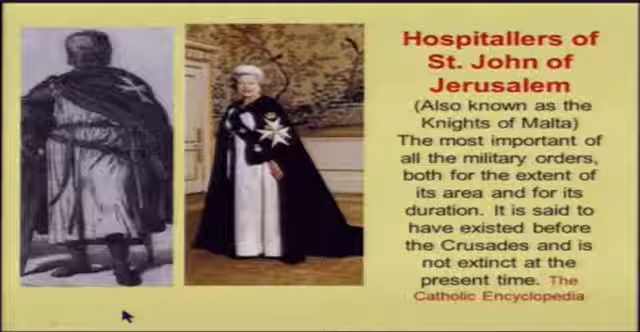 Hospitallers of
St. John of
Jerusalem
(Also known as the
Knights of Malta)
The most important of
all the military orders,
both for the extent of
its area and for its
duration. It is said to
have existed before
the Crusades and is
not extinct at the
present time. The
Catholic Encyclopedia